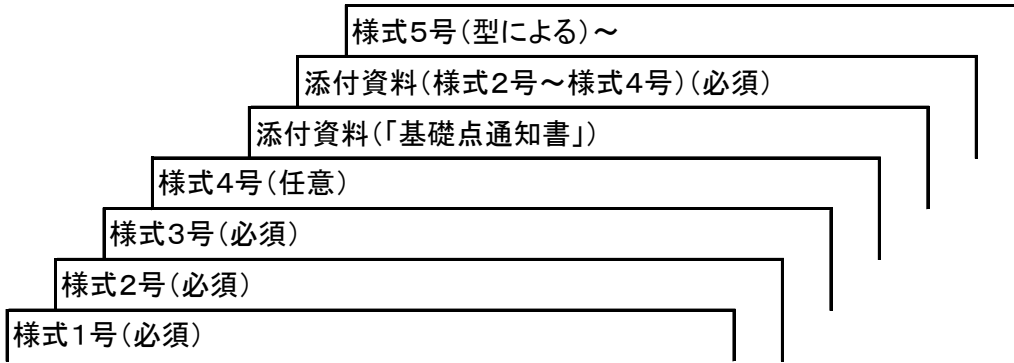 様式5号(型による)~
添付資料(様式2号~様式4号)(必須)
添付資料(「基礎点通知書」)
様式4号(任意)
様式3号(必須)
様式2号(必須)
様式1号(必須)